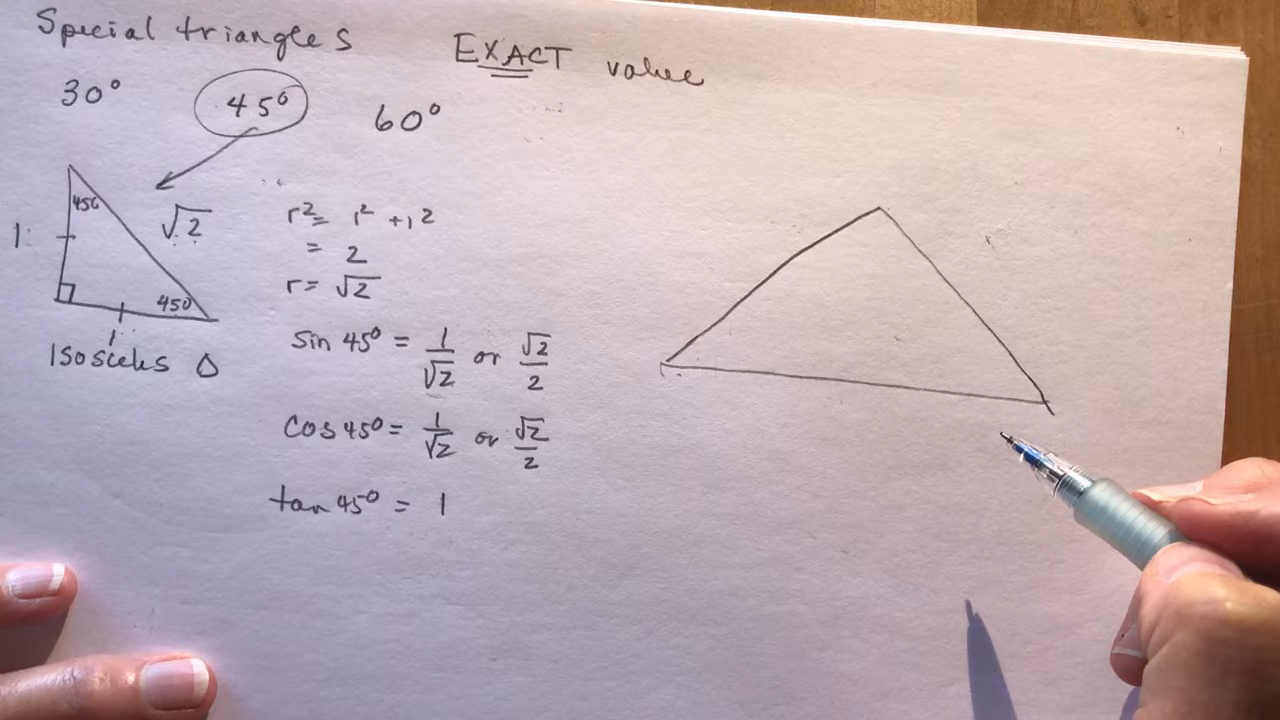 Special triangles EXACT value
30° 45° 60°
45° √2
1
45°
1
Isosceles Δ
r² = 1² + 1²
= 2
r = √2
sin 45° = 1/√2 or √2/2
cos 45° = 1/√2 or √2/2
tan 45° = 1